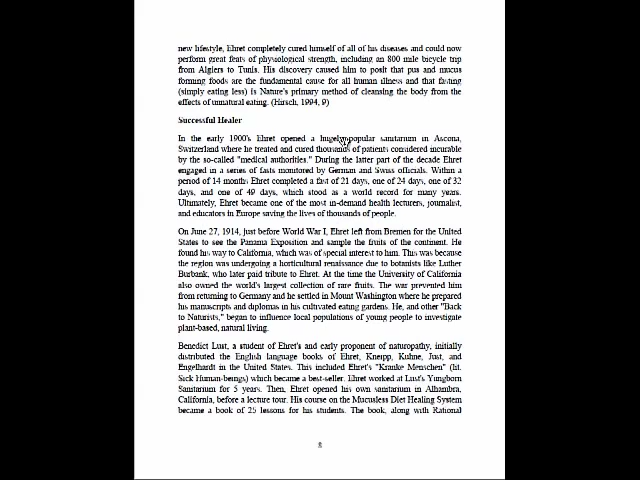 new lifestyle, Ehret completely cured himself of all of his diseases and could now
perform great feats of physiological strength, including an 800 mile bicycle trip
from Algiers to Tunis. His discovery caused him to posit that pus and mucus
forming foods are the fundamental cause for all human illness and that fasting
(simply eating less) is Nature's primary method of cleansing the body from the
effects of unnatural eating. (Hirsch, 1994, 9)
Successful Healer
In the early 1900's Ehret opened a hugely popular sanitarium in Ascona,
Switzerland where he treated and cured thousands of patients considered incurable
by the so-called "medical authorities." During the latter part of the decade Ehret
engaged in a series of fasts monitored by German and Swiss officials. Within a
period of 14 months Ehret completed a fast of 21 days, one of 24 days, one of 32
days, and one of 49 days, which stood as a world record for many years.
Ultimately, Ehret became one of the most in-demand health lecturers, journalist,
and educators in Europe saving the lives of thousands of people.
On June 27, 1914, just before World War I, Ehret left from Bremen for the United
States to see the Panama Exposition and sample the fruits of the continent. He
found his way to California, which was of special interest to him. This was because
the region was undergoing a horticultural renaissance due to botanists like Luther
Burbank, who later paid tribute to Ehret. At the time the University of California
also owned the world's largest collection of rare fruits. The war prevented him
from returning to Germany and he settled in Mount Washington where he prepared
his manuscripts and diplomas in his cultivated eating gardens. He, and other "Back
to Naturists," began to influence local populations of young people to investigate
plant-based, natural living.
Benedict Lust, a student of Ehret's and early proponent of naturopathy, initially
distributed the English language books of Ehret, Kneipp, Kuhne, Just, and
Engelhardt in the United States. This included Ehret's "Kranke Menschen" (lit.
Sick Human-beings) which became a best-seller. Ehret worked at Lust's Yungborn
Sanitarium for 5 years. Then, Ehret opened his own sanitarium in Alhambra,
California, before a lecture tour. His course on the Mucusless Diet Healing System
became a book of 25 lessons for his students. The book, along with Rational
8